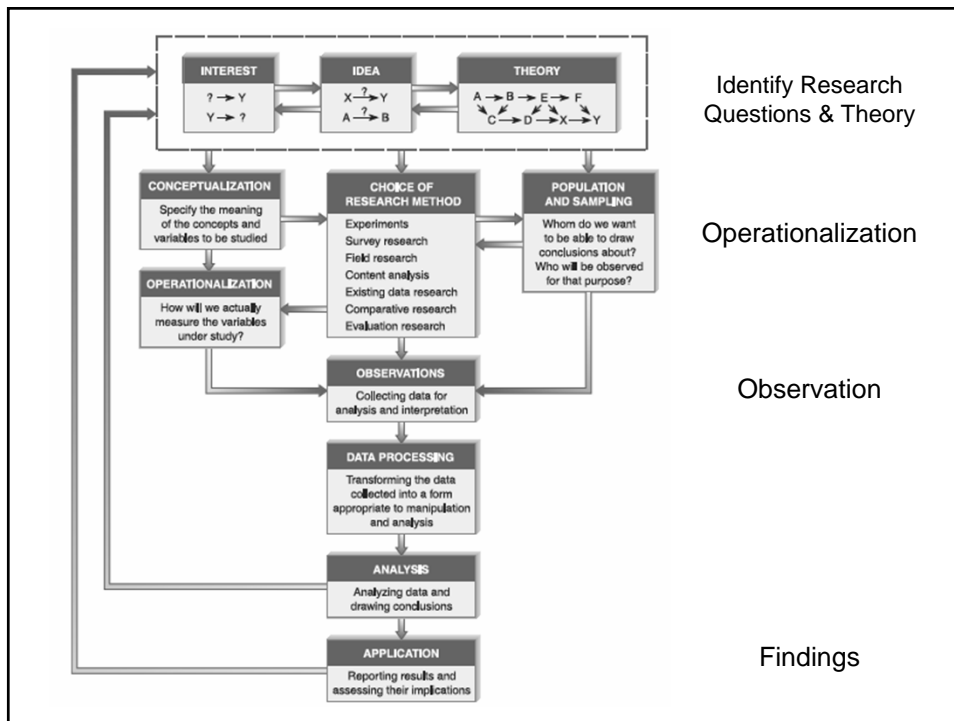 INTEREST
? → Y
Y → ?
IDEA
X —?→ Y
A —?→ B
THEORY
A → B → E → F
C → D → X → Y
Identify Research
Questions & Theory
CONCEPTUALIZATION
Specify the meaning
of the concepts and
variables to be studied
CHOICE OF
RESEARCH METHOD
Experiments
Survey research
Field research
Content analysis
Existing data research
Comparative research
Evaluation research
POPULATION
AND SAMPLING
Whom do we want
to be able to draw
conclusions about?
Who will be observed
for that purpose?
Operationalization
OPERATIONALIZATION
How will we actually
measure the variables
under study?
OBSERVATIONS
Collecting data for
analysis and interpretation
Observation
DATA PROCESSING
Transforming the data
collected into a form
appropriate to manipulation
and analysis
ANALYSIS
Analyzing data and
drawing conclusions
APPLICATION
Reporting results and
assessing their implications
Findings